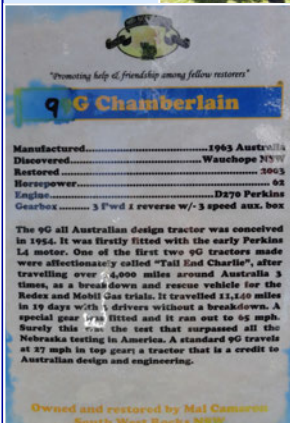 "Promoting help & friendship among fellow restorers"
9G Chamberlain
Manufactured..................1963 Australia
Discovered..................Wauchope NSW
Restored ..................2003
Horsepower..................62
Engine..................D270 Perkins
Gearbox .......... 3 Fwd 1 reverse w/- 3 speed aux. box
The 9G all Australian design tractor was conceived
in 1954. It was firstly fitted with the early Perkins
L4 motor. One of the first two 9G tractors made
were affectionately called "Tail End Charlie", after
travelling over 4,000 miles around Australia 3
times, as a breakdown and rescue vehicle for the
Redex and Mobil Gas trials. It travelled 11,140 miles
in 19 days with 4 drivers without a breakdown. A
special gear was fitted and it ran out to 65 mph.
Surely this was the test that surpassed all the
Nebraska testing in America. A standard 9G travels
at 27 mph in top gear; a tractor that is a credit to
Australian design and engineering.
Owned and restored by Mal Cameron
South West Rocks NSW